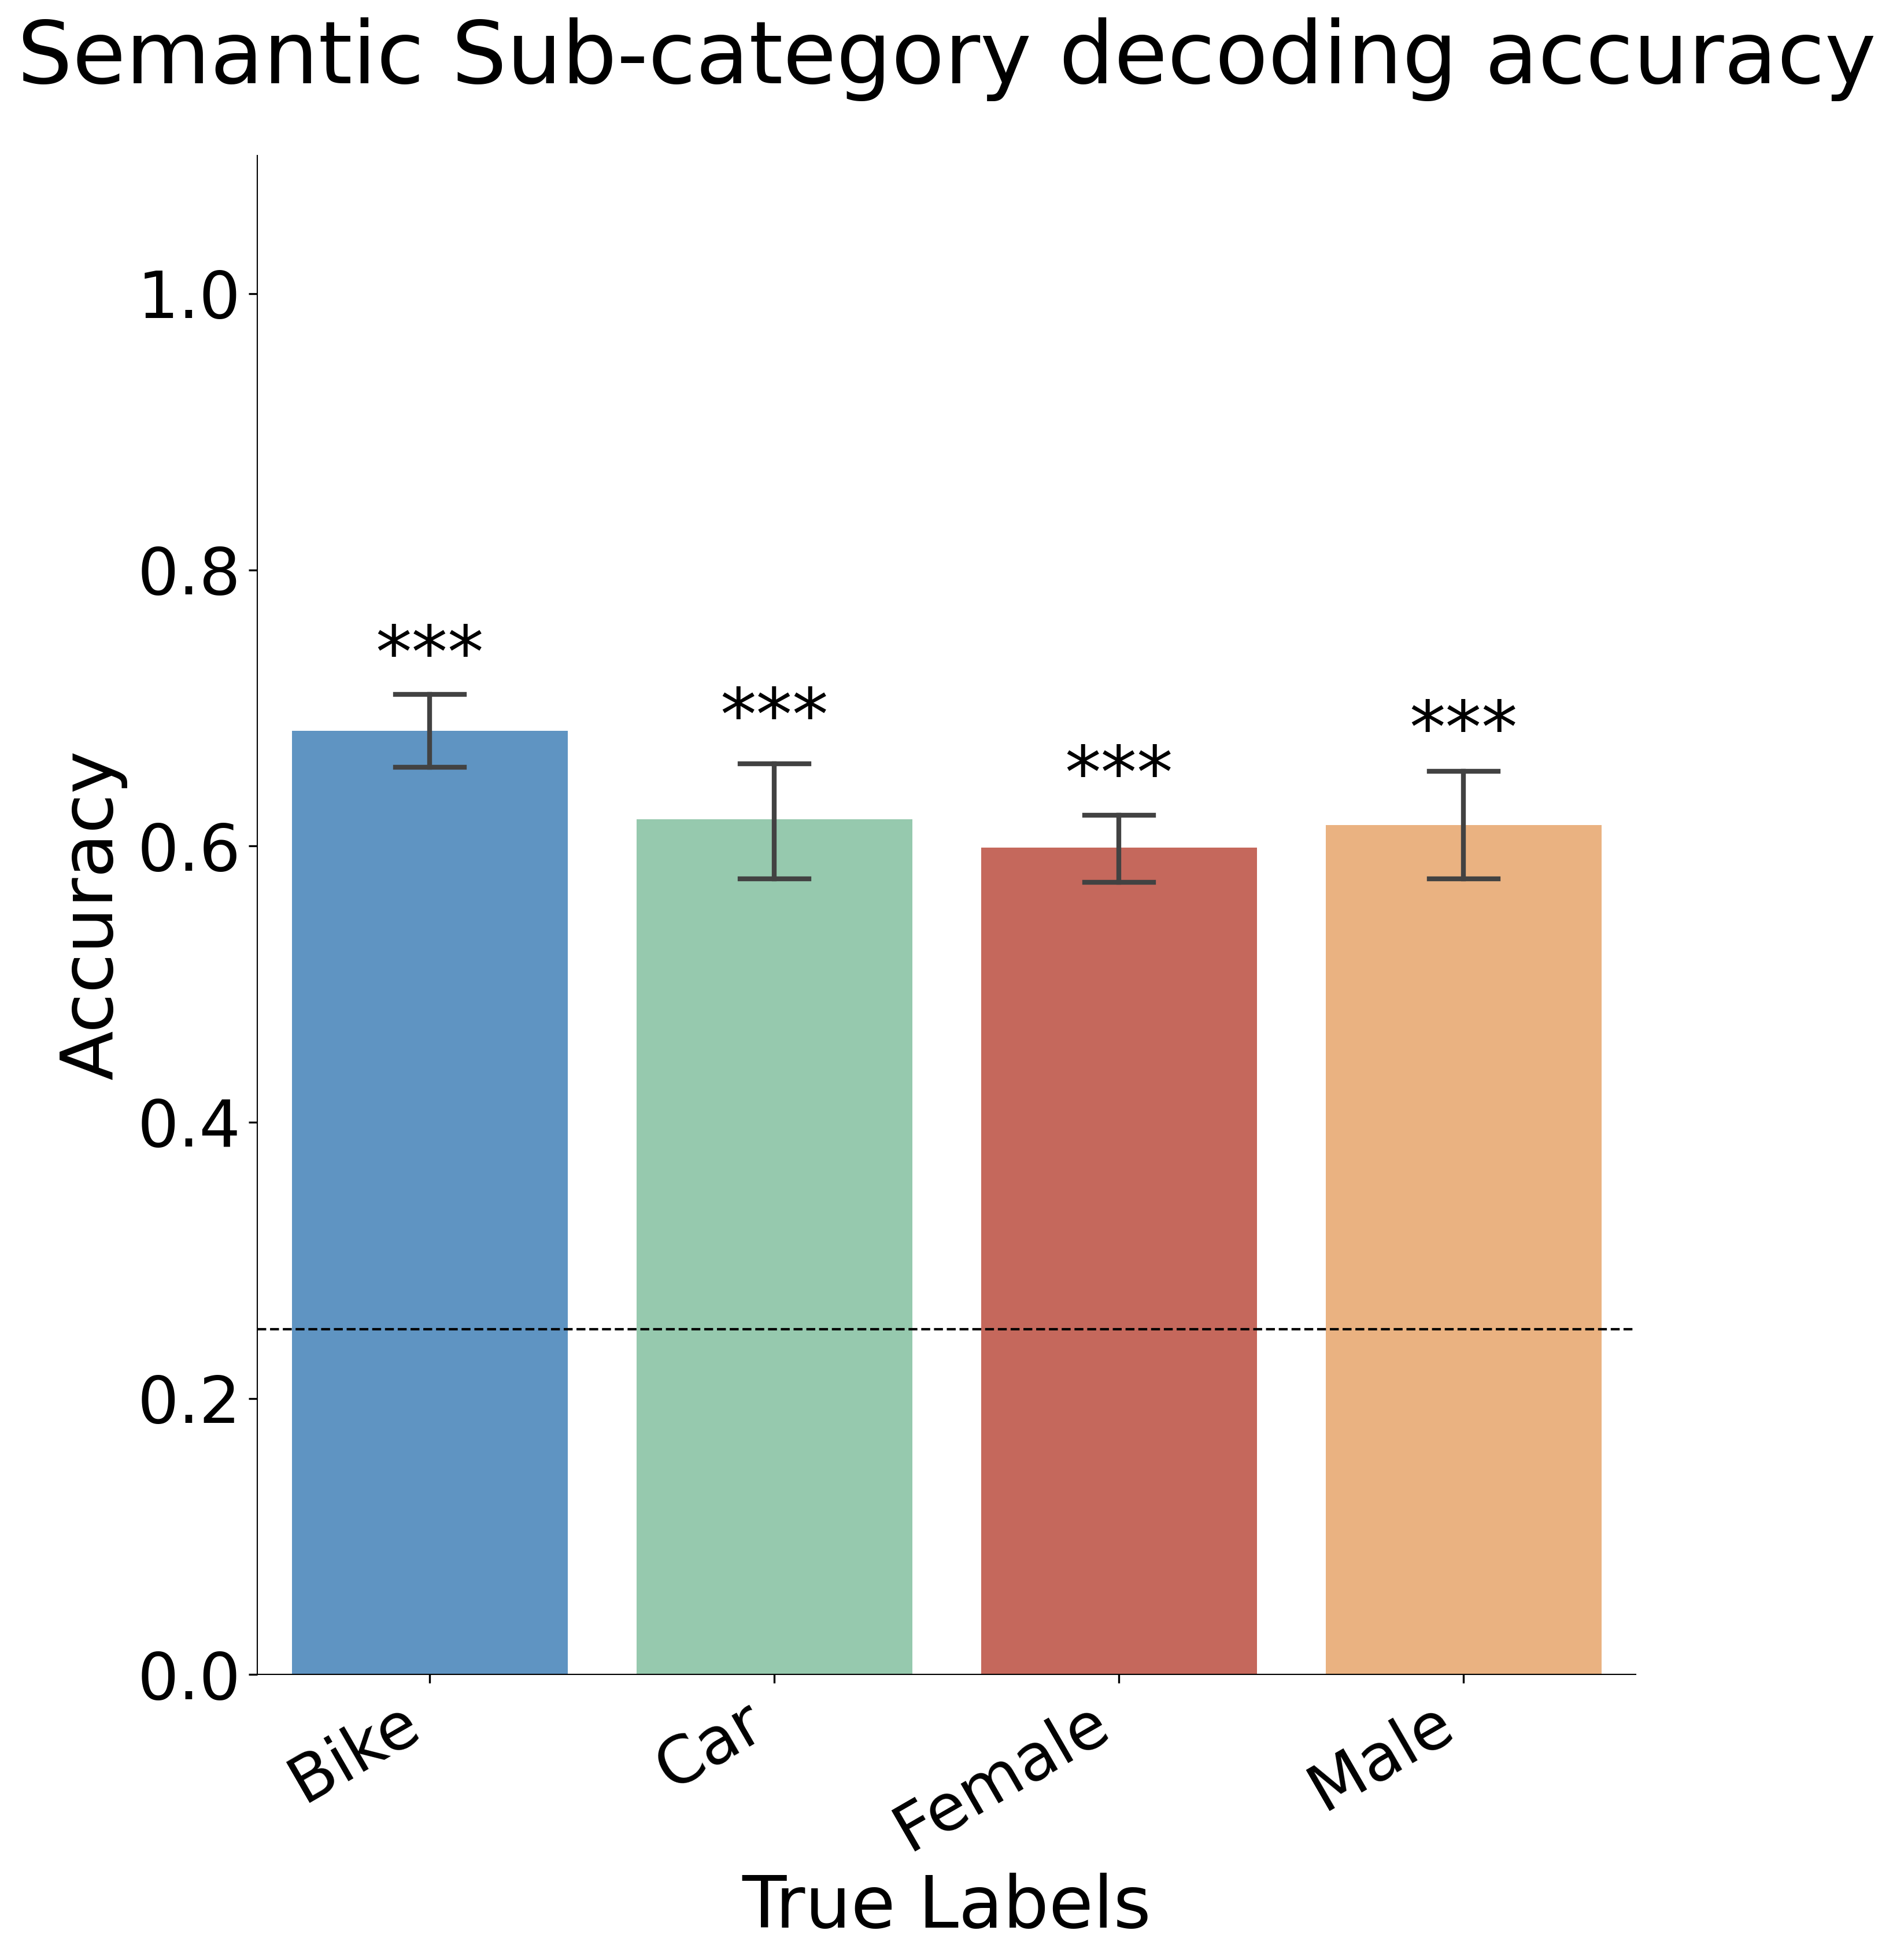 Semantic Sub-category decoding accuracy
1.0
0.8
0.6
0.4
0.2
0.0
Accuracy
***
***
***
***
Bike
Car
Female
Male
True Labels